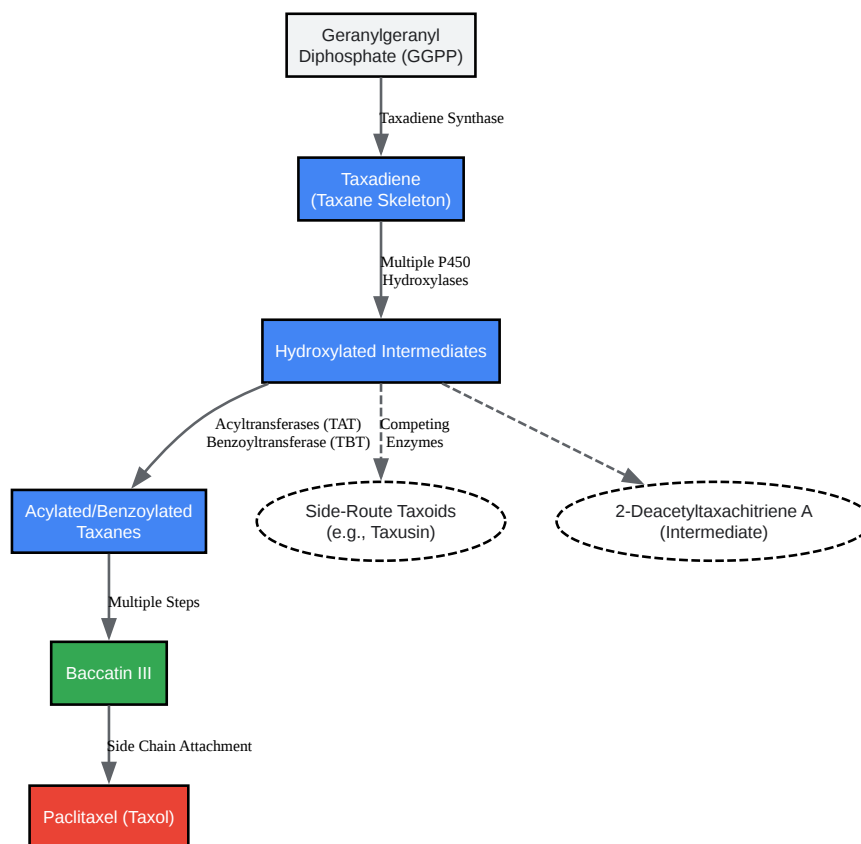 Geranylgeranyl
Diphosphate (GGPP)
Taxadiene Synthase
Taxadiene
(Taxane Skeleton)
Multiple P450
Hydroxylases
Hydroxylated Intermediates
Acyltransferases (TAT)
Benzoyltransferase (TBT)
Competing
Enzymes
Acylated/Benzoylated
Taxanes
Side-Route Taxoids
(e.g., Taxusin)
2-Deacetyltaxachitriene A
(Intermediate)
Multiple Steps
Baccatin III
Side Chain Attachment
Paclitaxel (Taxol)